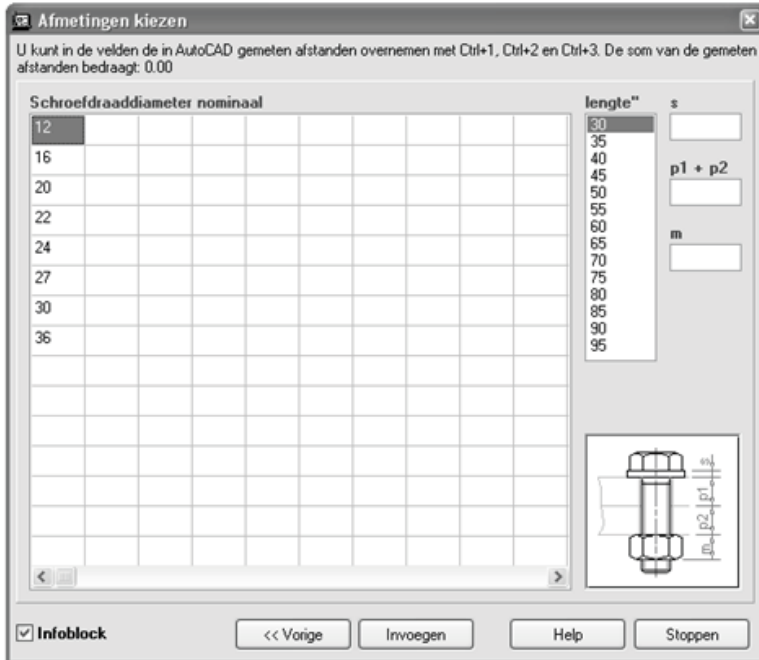 Afmetingen kiezen
U kunt in de velden de in AutoCAD gemeten afstanden overnemen met Ctrl+1, Ctrl+2 en Ctrl+3. De som van de gemeten
afstanden bedraagt: 0.00
Schroefdraaddiameter nominaal
12
16
20
22
24
27
30
36
lengte"
30
35
40
45
50
55
60
65
70
75
80
85
90
95
s
p1 + p2
m
s
p1
p2
m
Infoblock
<< Vorige
Invoegen
Help
Stoppen